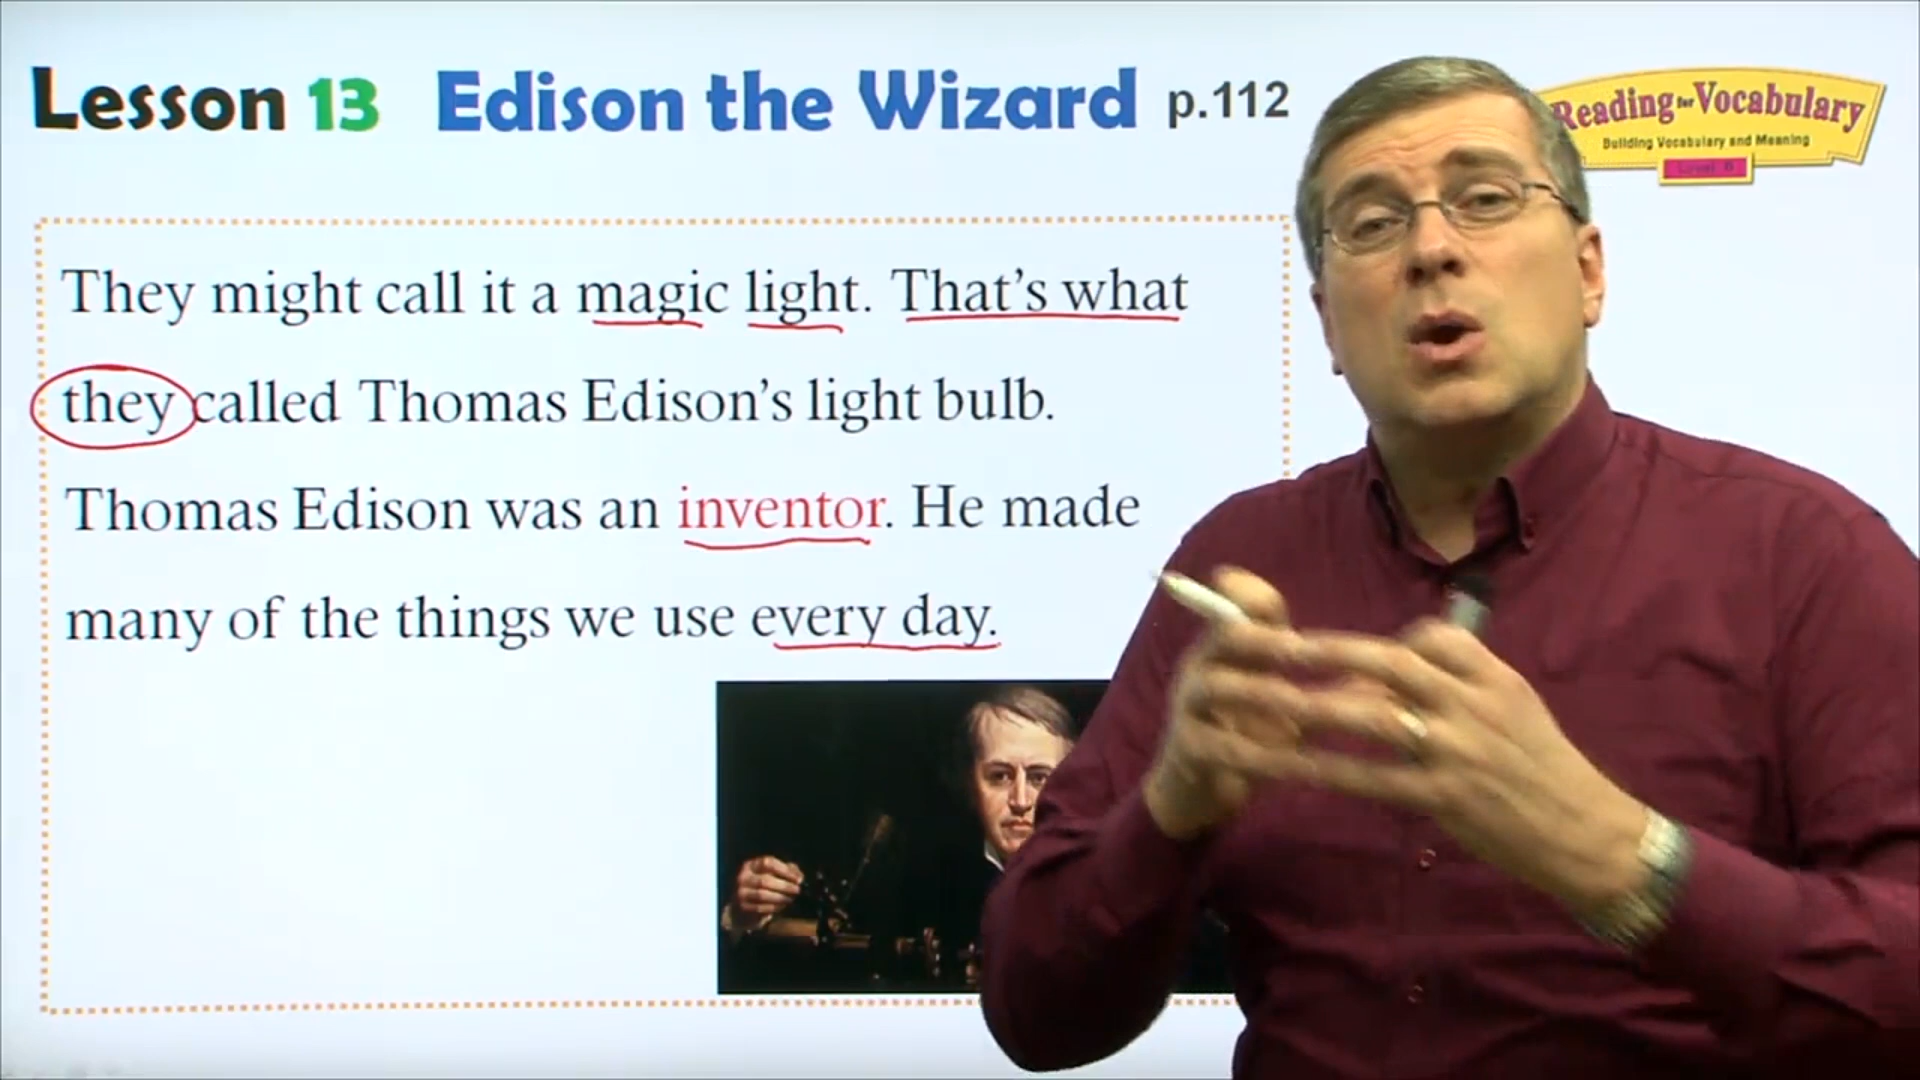 Lesson 13 Edison the Wizard p.112
Reading for Vocabulary
Building Vocabulary and Meaning
They might call it a magic light. That's what
they called Thomas Edison's light bulb.
Thomas Edison was an inventor. He made
many of the things we use every day.